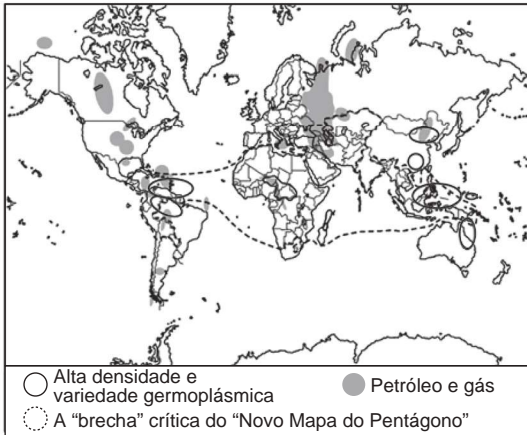 Alta densidade e
variedade germoplásmica
Petróleo e gás
A “brecha” crítica do “Novo Mapa do Pentágono”